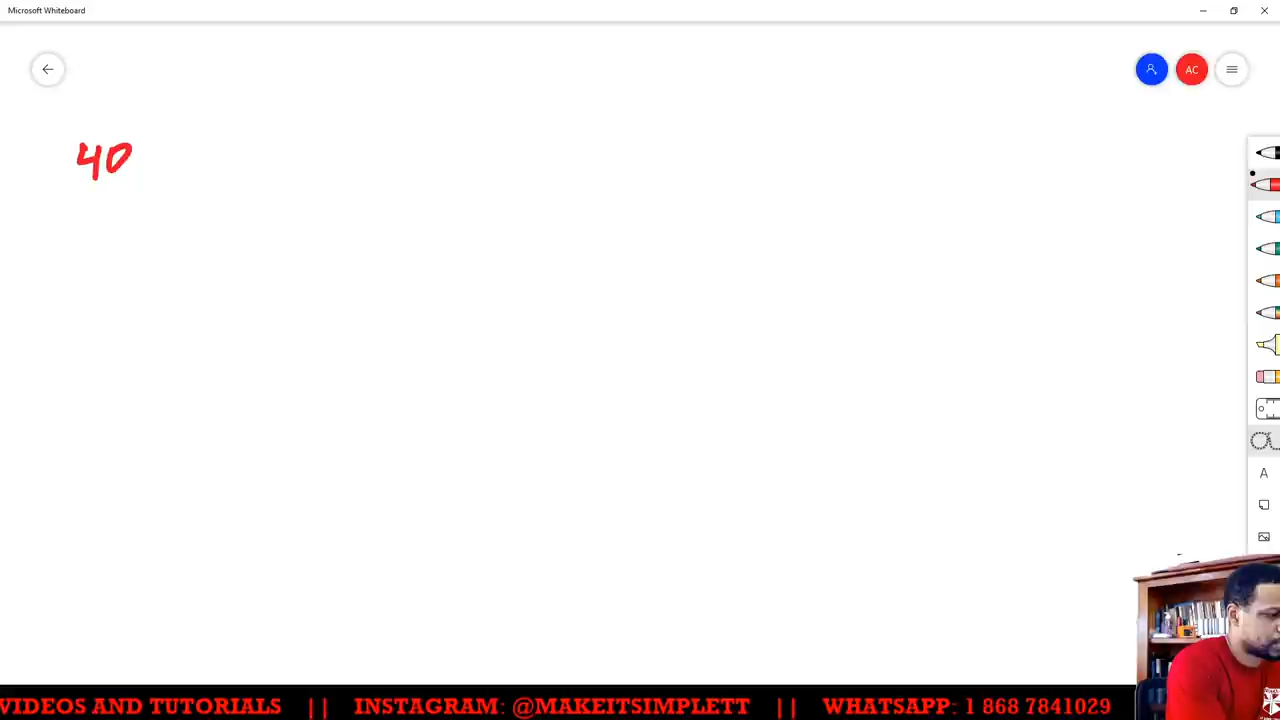 Microsoft Whiteboard
AC
40
A
VIDEOS AND TUTORIALS || INSTAGRAM: @MAKEITSIMPLETT || WHATSAPP: 1 868 7841029